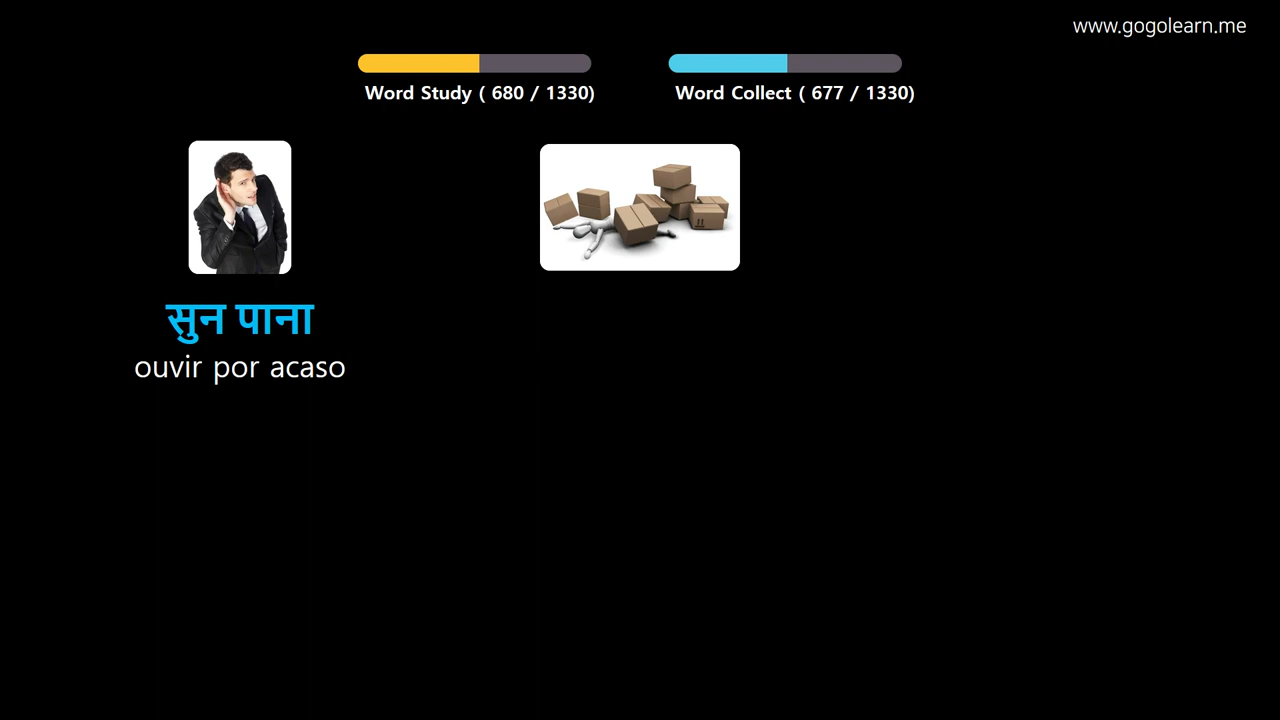 www.gogolearn.me
Word Study ( 680 / 1330)
Word Collect ( 677 / 1330)
सुन पाना
ouvir por acaso